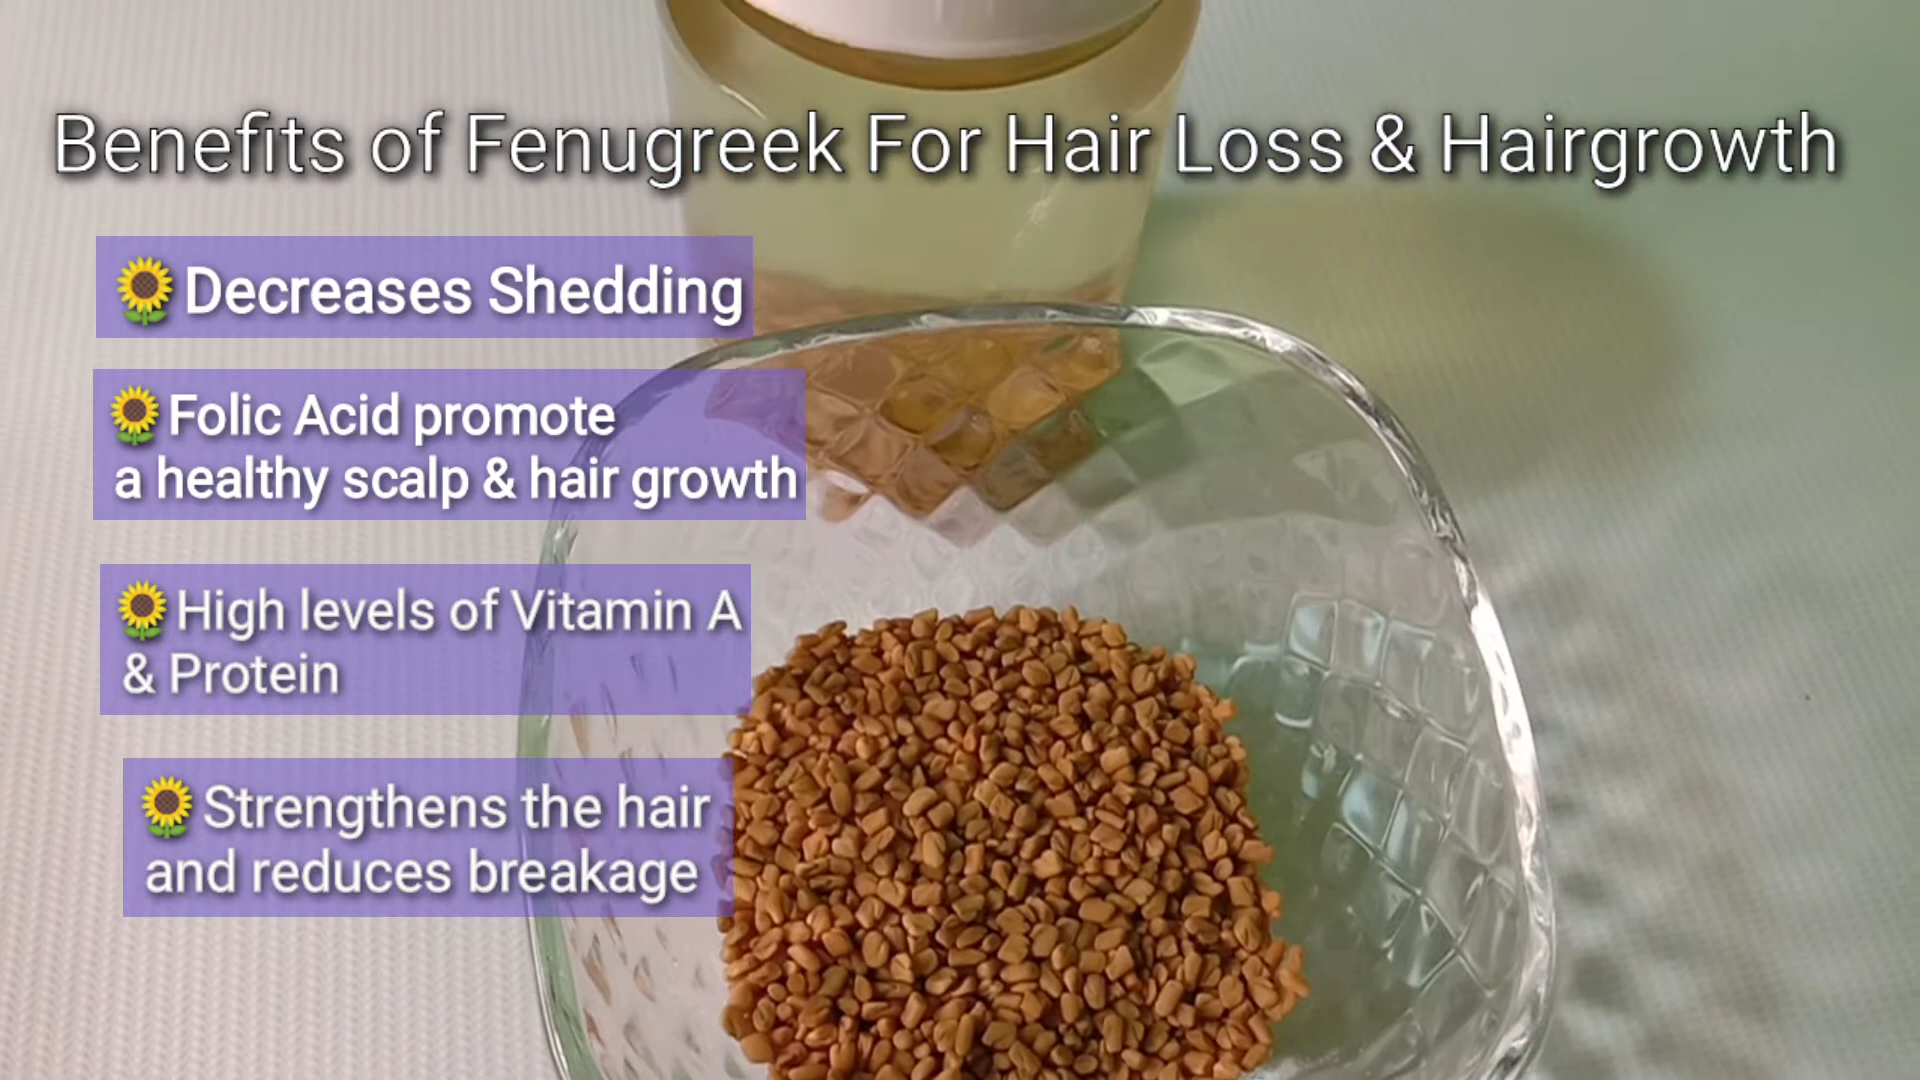 Benefits of Fenugreek For Hair Loss & Hairgrowth
🌻Decreases Shedding
🌻Folic Acid promote
a healthy scalp & hair growth
🌻High levels of Vitamin A
& Protein
🌻Strengthens the hair
and reduces breakage